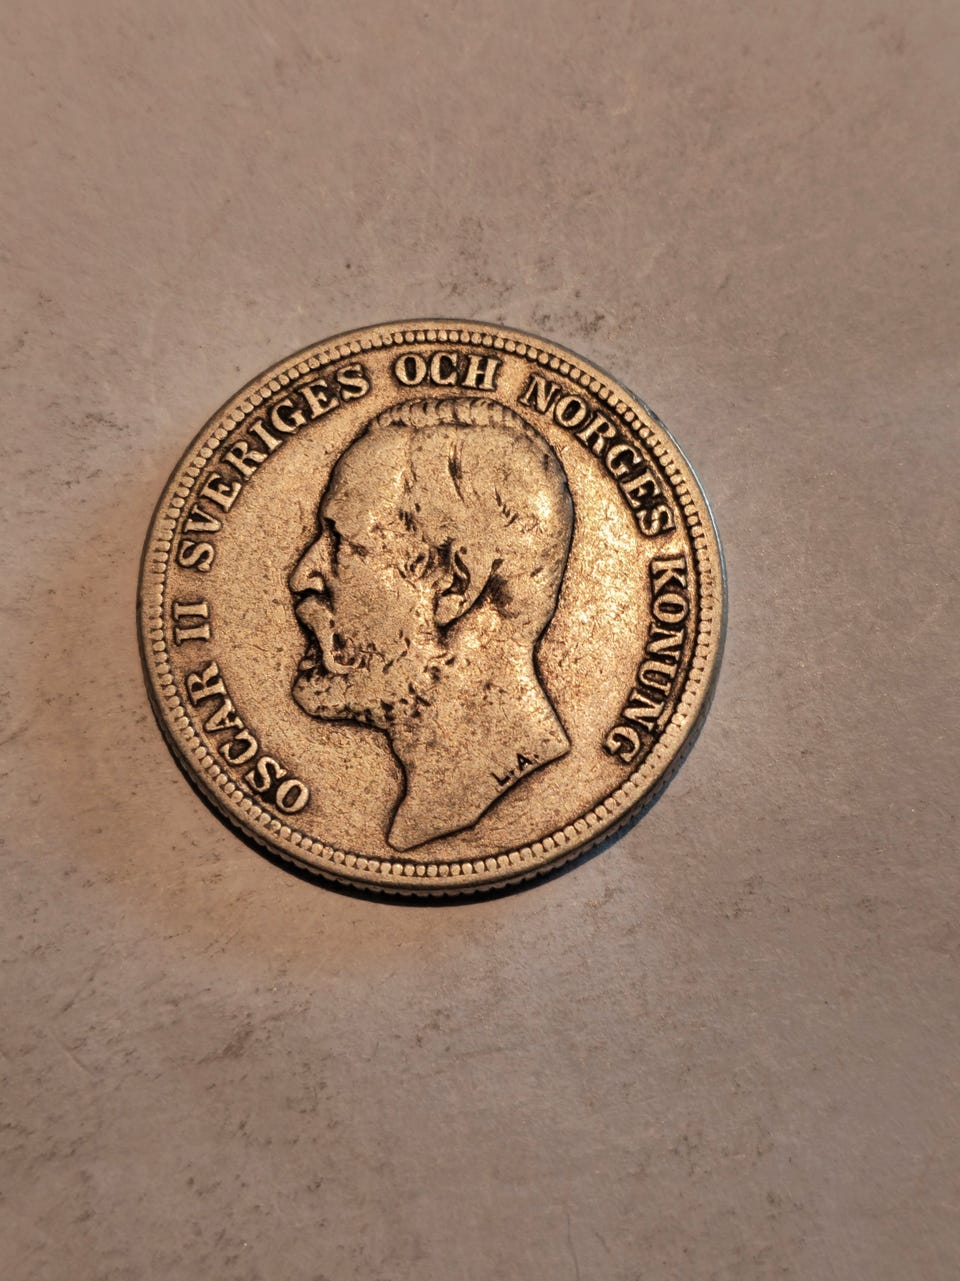 OSCAR II SVERIGES OCH NORGES KONUNG
L.A.